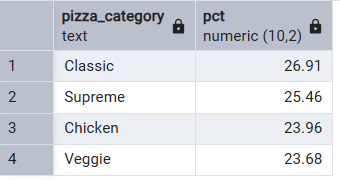 pizza_category pct
text numeric (10,2)
1 Classic 26.91
2 Supreme 25.46
3 Chicken 23.96
4 Veggie 23.68